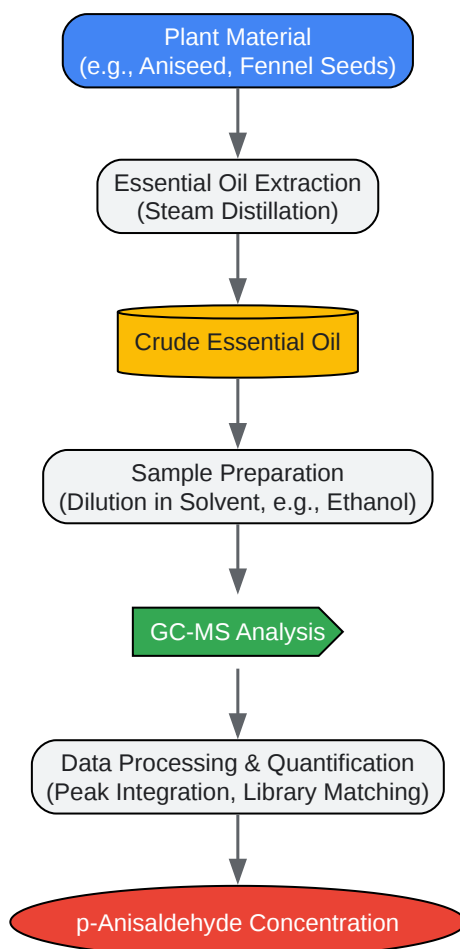 Plant Material
(e.g., Aniseed, Fennel Seeds)
Essential Oil Extraction
(Steam Distillation)
Crude Essential Oil
Sample Preparation
(Dilution in Solvent, e.g., Ethanol)
GC-MS Analysis
Data Processing & Quantification
(Peak Integration, Library Matching)
p-Anisaldehyde Concentration